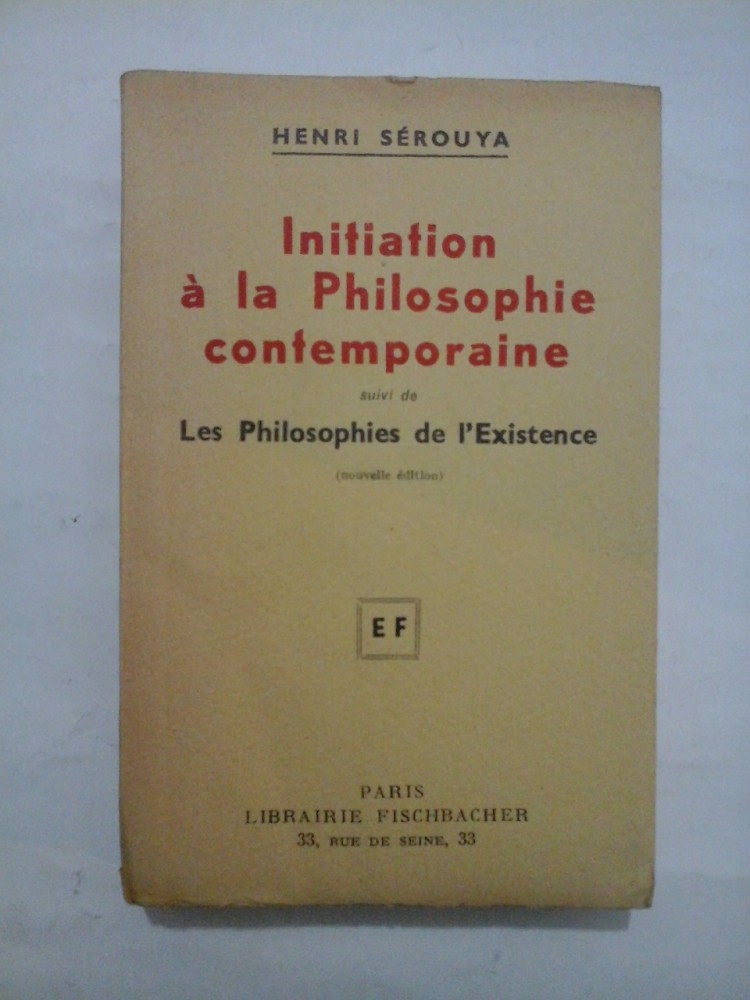 HENRI SÉROUYA
Initiation
à la Philosophie
contemporaine
suivi de
Les Philosophies de l'Existence
(nouvelle édition)
E F
PARIS
LIBRAIRIE FISCHBACHER
33, RUE DE SEINE, 33